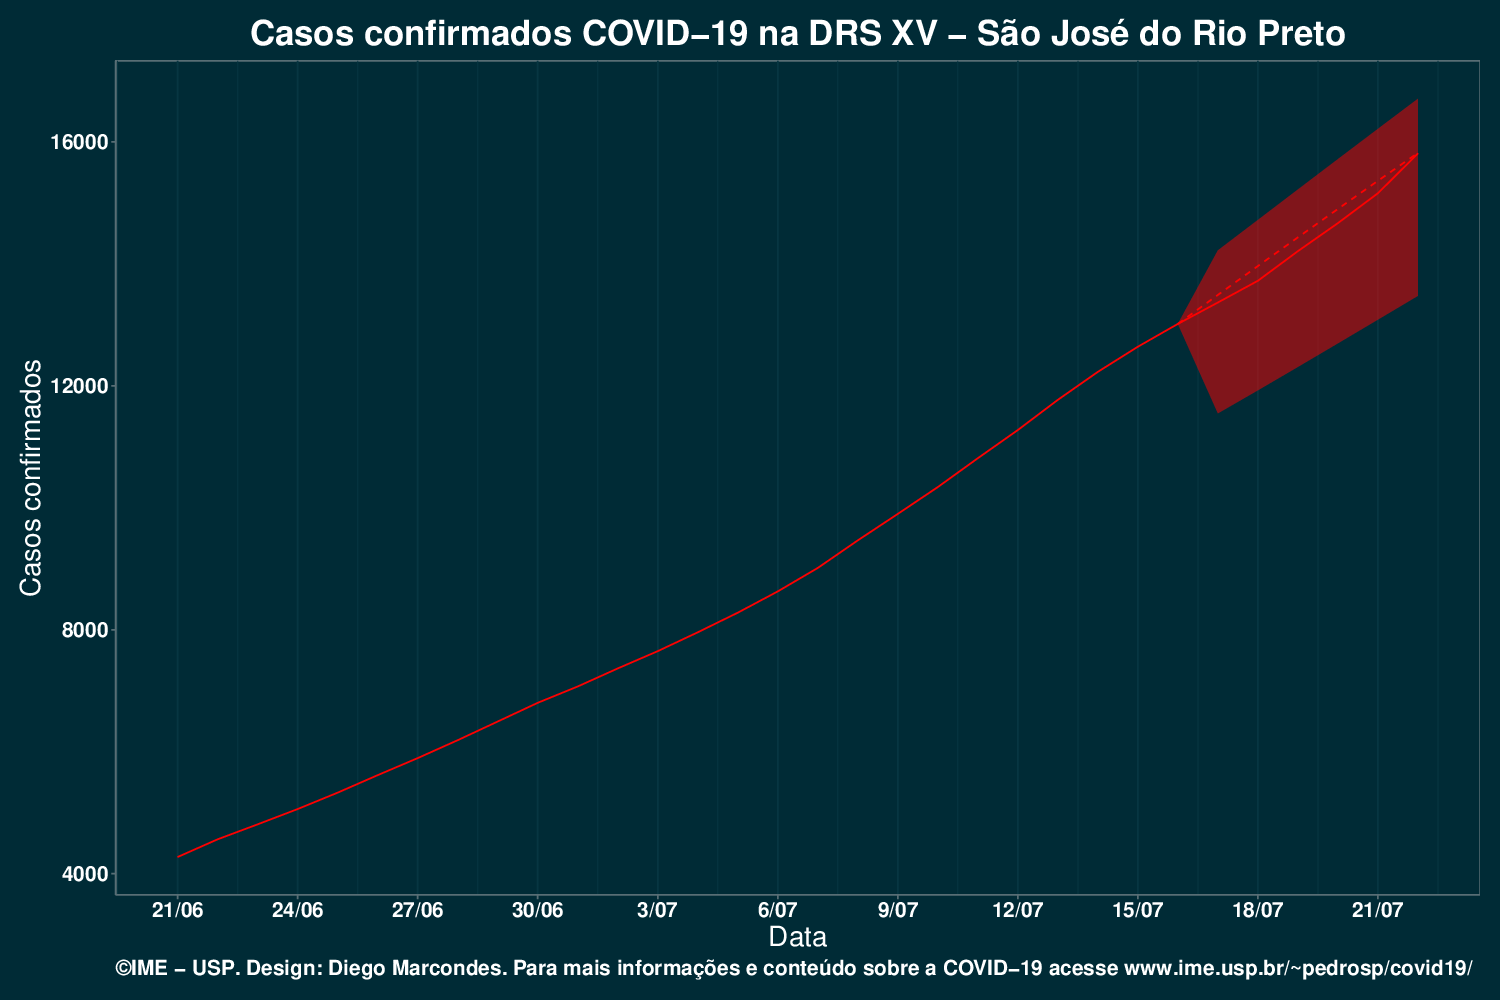 Casos confirmados COVID−19 na DRS XV − São José do Rio Preto
Casos confirmados
16000
12000
8000
4000
21/06 24/06 27/06 30/06 3/07 6/07 9/07 12/07 15/07 18/07 21/07
Data
©IME − USP. Design: Diego Marcondes. Para mais informações e conteúdo sobre a COVID−19 acesse www.ime.usp.br/~pedrosp/covid19/